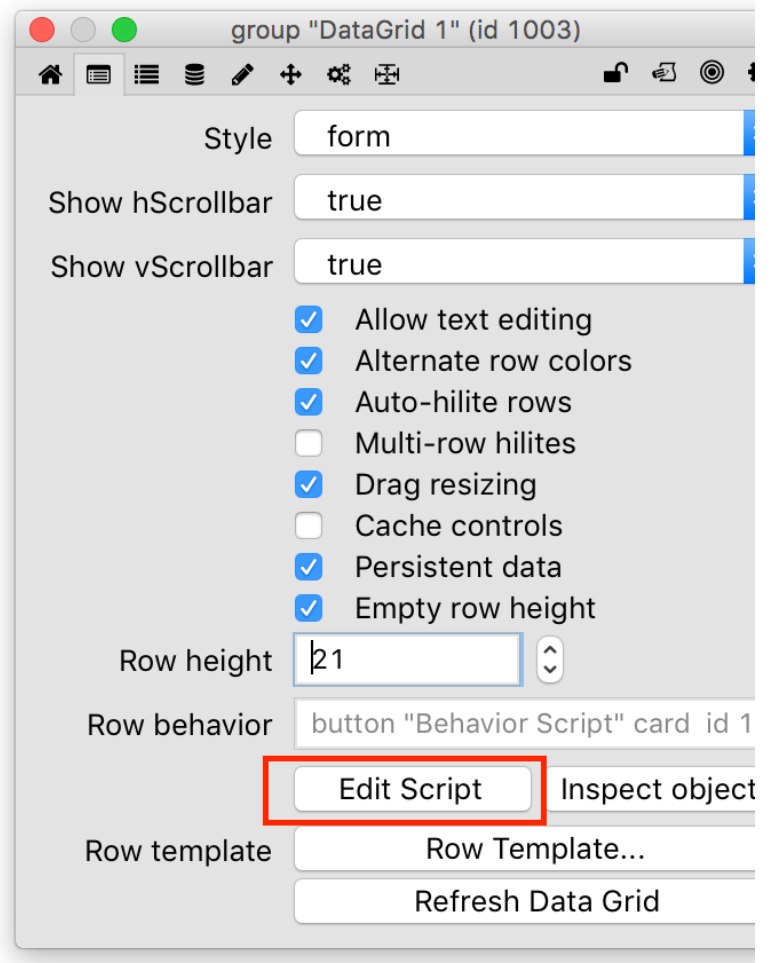 group "DataGrid 1" (id 1003)
Style form
Show hScrollbar true
Show vScrollbar true
Allow text editing
Alternate row colors
Auto-hilite rows
Multi-row hilites
Drag resizing
Cache controls
Persistent data
Empty row height
Row height 21
Row behavior button "Behavior Script" card id 1
Edit Script Inspect object
Row template Row Template...
Refresh Data Grid